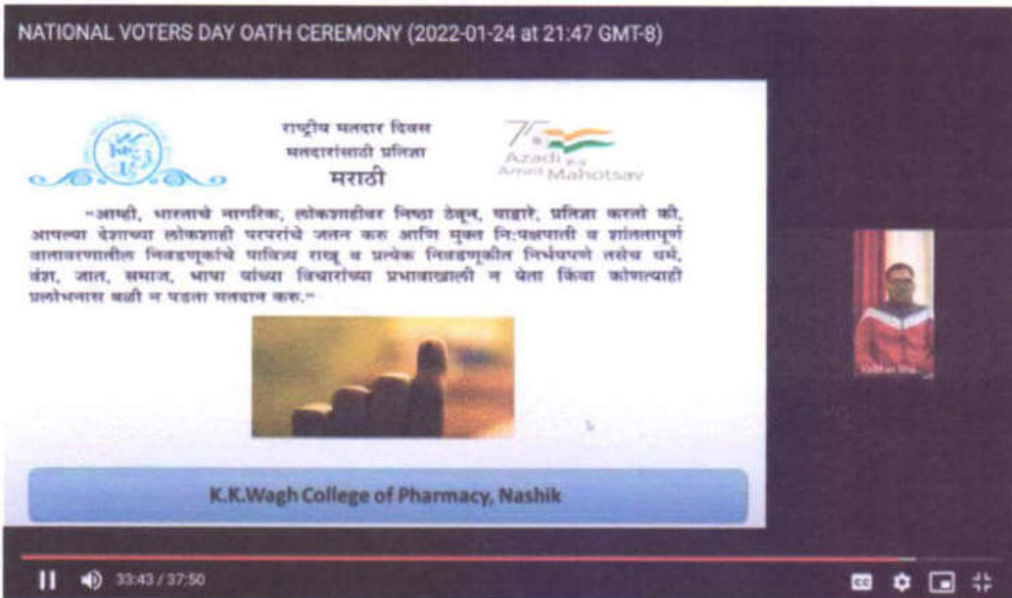 NATIONAL VOTERS DAY OATH CEREMONY (2022-01-24 at 21:47 GMT-8)
राष्ट्रीय मतदार दिवस
मतदारांसाठी प्रतिज्ञा
मराठी
75
Azadi Ka
Amrit Mahotsav
"आम्ही, भारताचे नागरिक, लोकशाहीवर निष्ठा ठेवून, याद्वारे, प्रतिज्ञा करतो की,
आपल्या देशाच्या लोकशाही परपरांचे जतन करु आणि मुक्त नि:पक्षपाती व शांततापूर्ण
वातावरणातील निवडणूकांचे पावित्र्य राखू व प्रत्येक निवडणूकीत निर्भयपणे तसेच धर्म,
वंश, जात, समाज, भाषा यांच्या विचारांच्या प्रभावाखाली न येता किंवा कोणत्याही
प्रलोभनास बळी न पडता मतदान करु."
K.K.Wagh College of Pharmacy, Nashik
33:43 / 37:50
CC